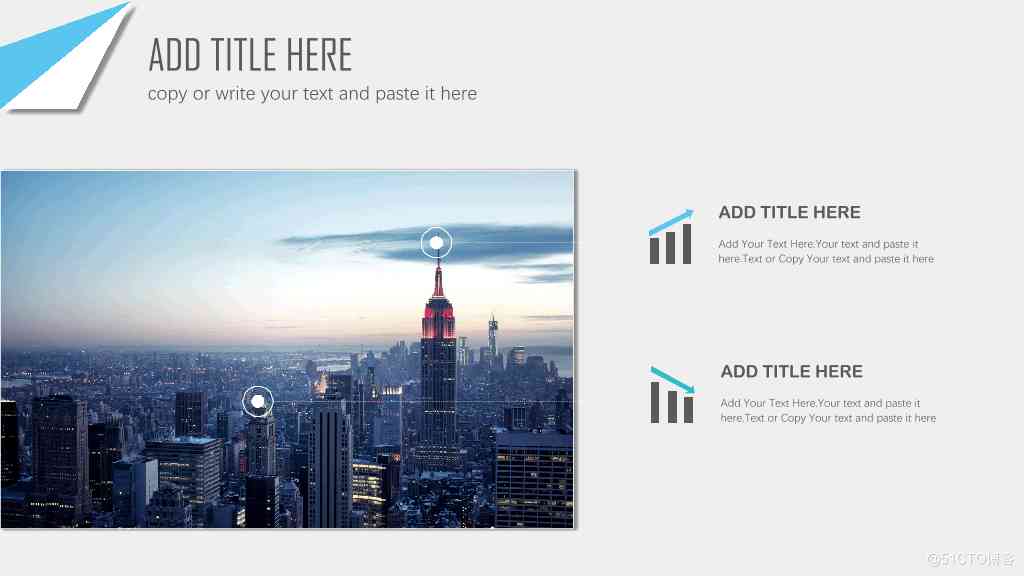 ADD TITLE HERE
copy or write your text and paste it here
ADD TITLE HERE
Add Your Text Here.Your text and paste it
here.Text or Copy Your text and paste it here
ADD TITLE HERE
Add Your Text Here.Your text and paste it
here.Text or Copy Your text and paste it here
@51CTO博客